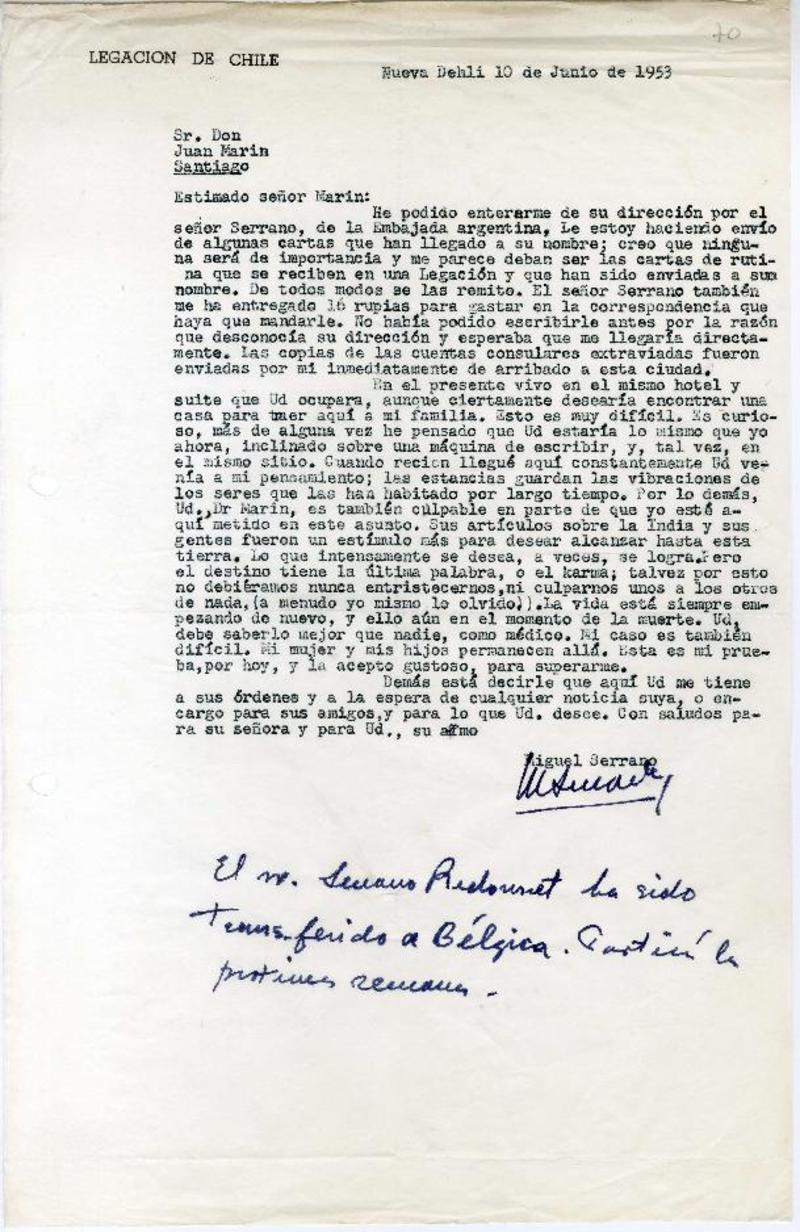 70
LEGACION DE CHILE
Nueva Dehli 10 de Junio de 1953
Sr. Don
Juan Marin
Santiago
Estimado señor Marin:
He podido enterarme de su dirección por el
señor Serrano, de la Embajada argentina, Le estoy haciendo envío
de algunas cartas que han llegado a su nombre; creo que ningu-
na será de importancia y me parece deban ser las cartas de ruti-
na que se reciben en una Legación y que han sido enviadas a sun
nombre. De todos modos se las remito. El señor Serrano también
me ha entregado 16 rupias para gastar en la correspondencia que
haya que mandarle. No había podido escribirle antes por la razón
que desconocía su dirección y esperaba que me llegaría directa-
mente. Las copias de las cuentas consulares extraviadas fueron
enviadas por mi inmediatamente de arribado a esta ciudad.
En el presente vivo en el mismo hotel y
suite que Ud ocupara, aunque ciertamente desearía encontrar una
casa para traer aquí a mi familia. Esto es muy difícil. Es curio-
so, más de alguna vez he pensado que Ud estaría lo mismo que yo
ahora, inclinado sobre una máquina de escribir, y, tal vez, en
el mismo sitio. Cuando recien llegué aquí constantemente Ud ve-
nía a mi pensamiento; las estancias guardan las vibraciones de
los seres que las han habitado por largo tiempo. Por lo demás,
Ud., Dr Marin, es también culpable en parte de que yo esté a-
quí metido en este asunto. Sus artículos sobre la India y sus
gentes fueron un estímulo más para desear alcanzar hasta esta
tierra. Lo que intensamente se desea, a veces, se logra.Pero
el destino tiene la última palabra, o el karma; talvez por esto
no debiéramos nunca entristecernos,ni culparnos unos a los otros
de nada,(a menudo yo mismo lo olvido)).La vida está siempre em-
pezando de nuevo, y ello aún en el momento de la muerte. Ud,
debe saberlo mejor que nadie, como médico. Mi caso es también
difícil. Mi mujer y mis hijos permanecen allá. Esta es mi prue-
ba,por hoy, y la acepto gustoso, para superarme.
Demás está decirle que aquí Ud me tiene
a sus órdenes y a la espera de cualquier noticia suya, o en-
cargo para sus amigos,y para lo que Ud. desee. Con saludos pa-
ra su señora y para Ud., su afmo
Miguel Serrano
MSerrano
El sr. Serrano Redonnet ha sido
transferido a Bélgica. Partirá la
próxima semana.